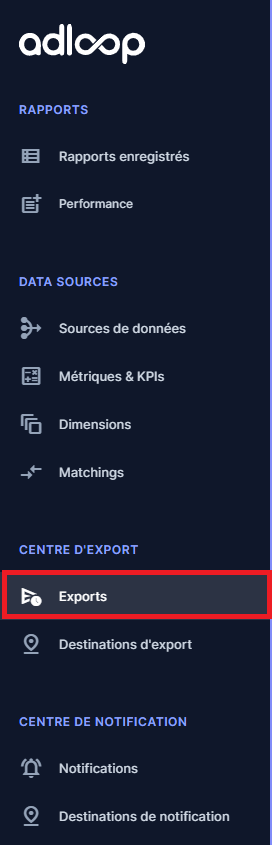 adloop
RAPPORTS
Rapports enregistrés
Performance
DATA SOURCES
Sources de données
Métriques & KPIs
Dimensions
Matchings
CENTRE D'EXPORT
Exports
Destinations d'export
CENTRE DE NOTIFICATION
Notifications
Destinations de notification